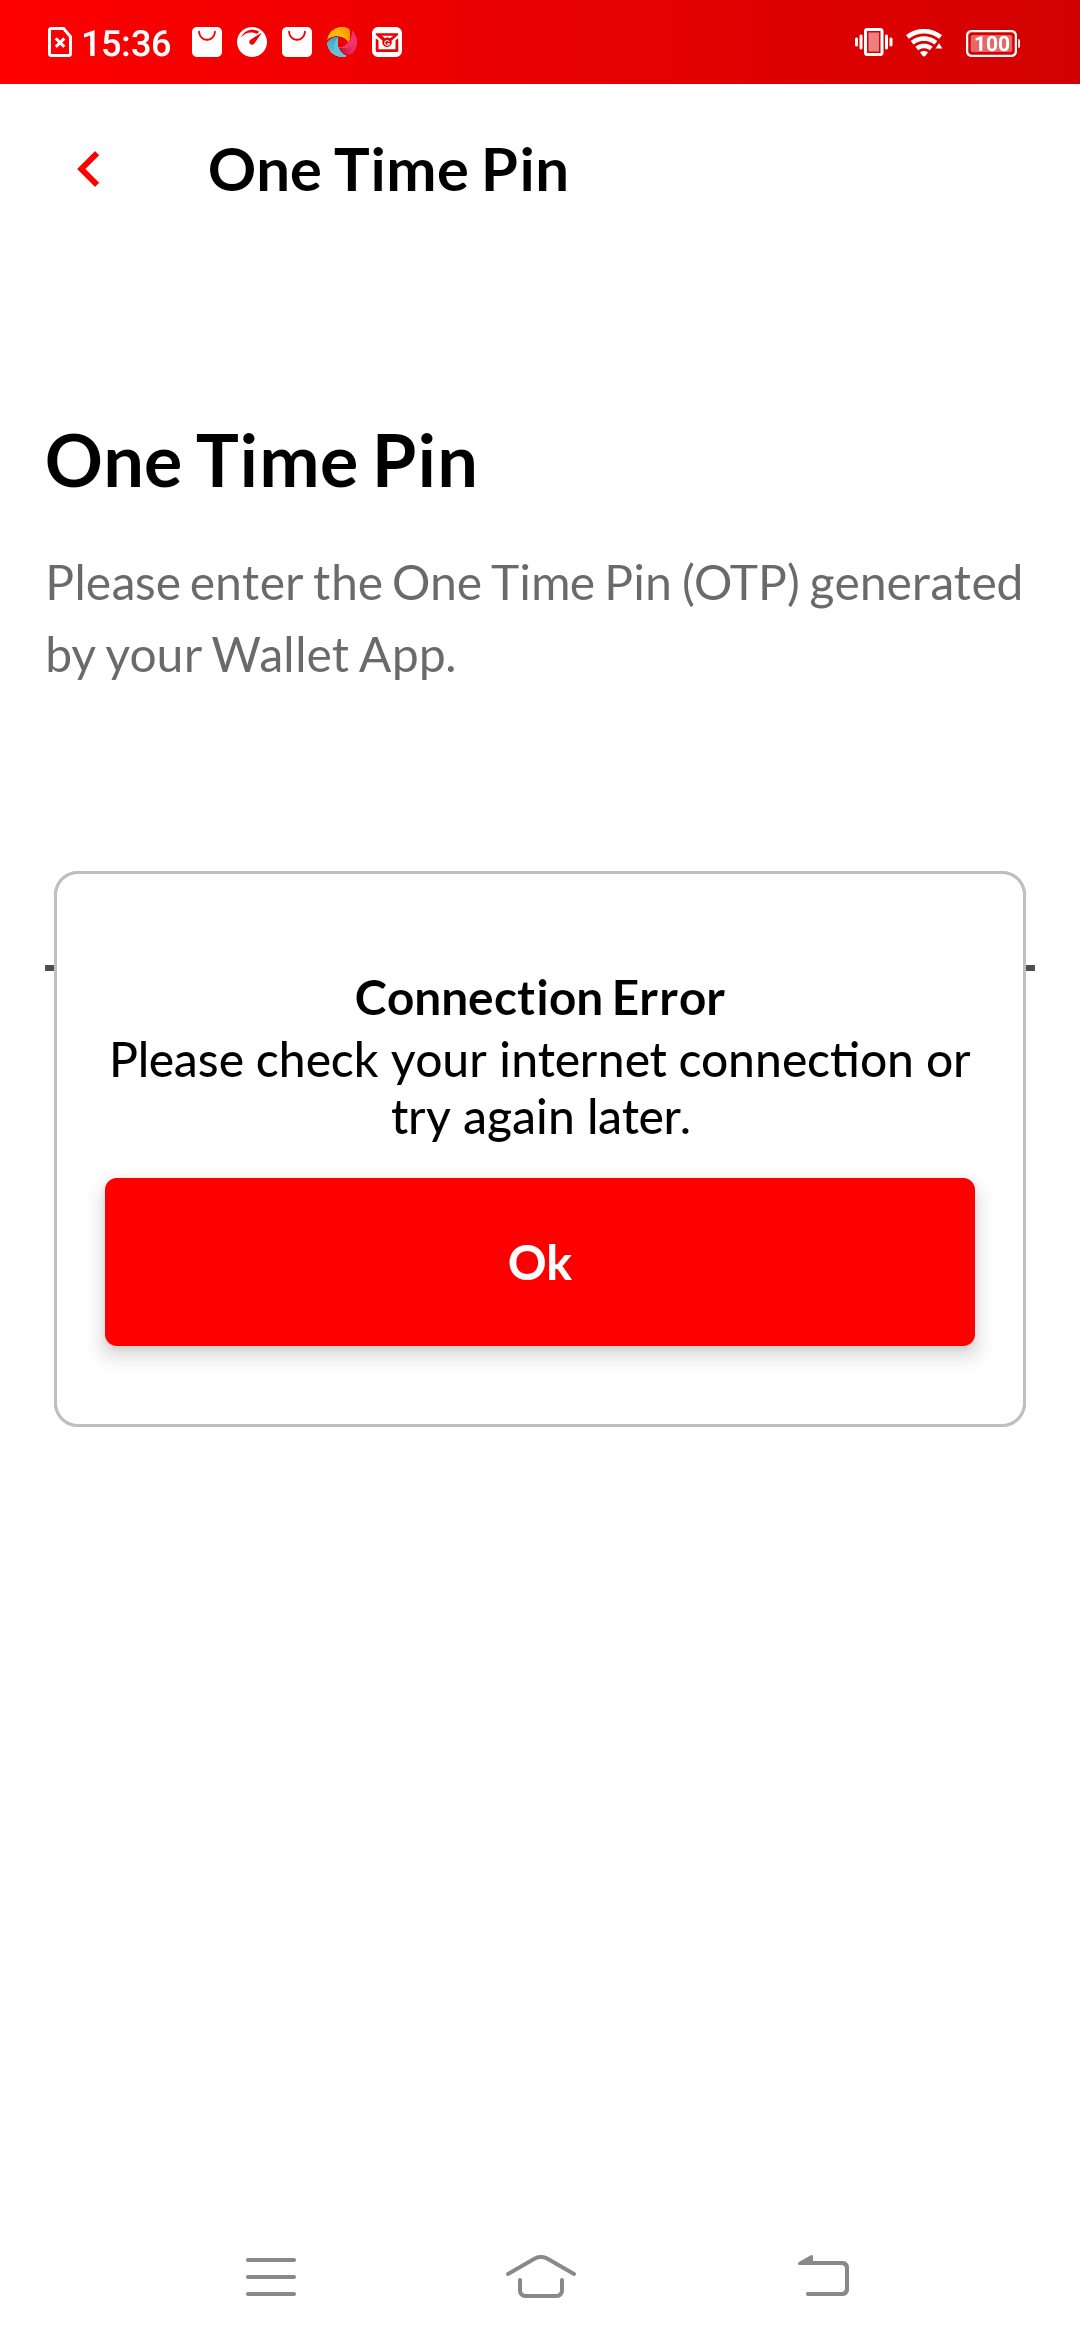 15:36
100
One Time Pin
One Time Pin
Please enter the One Time Pin (OTP) generated
by your Wallet App.
Connection Error
Please check your internet connection or
try again later.
Ok